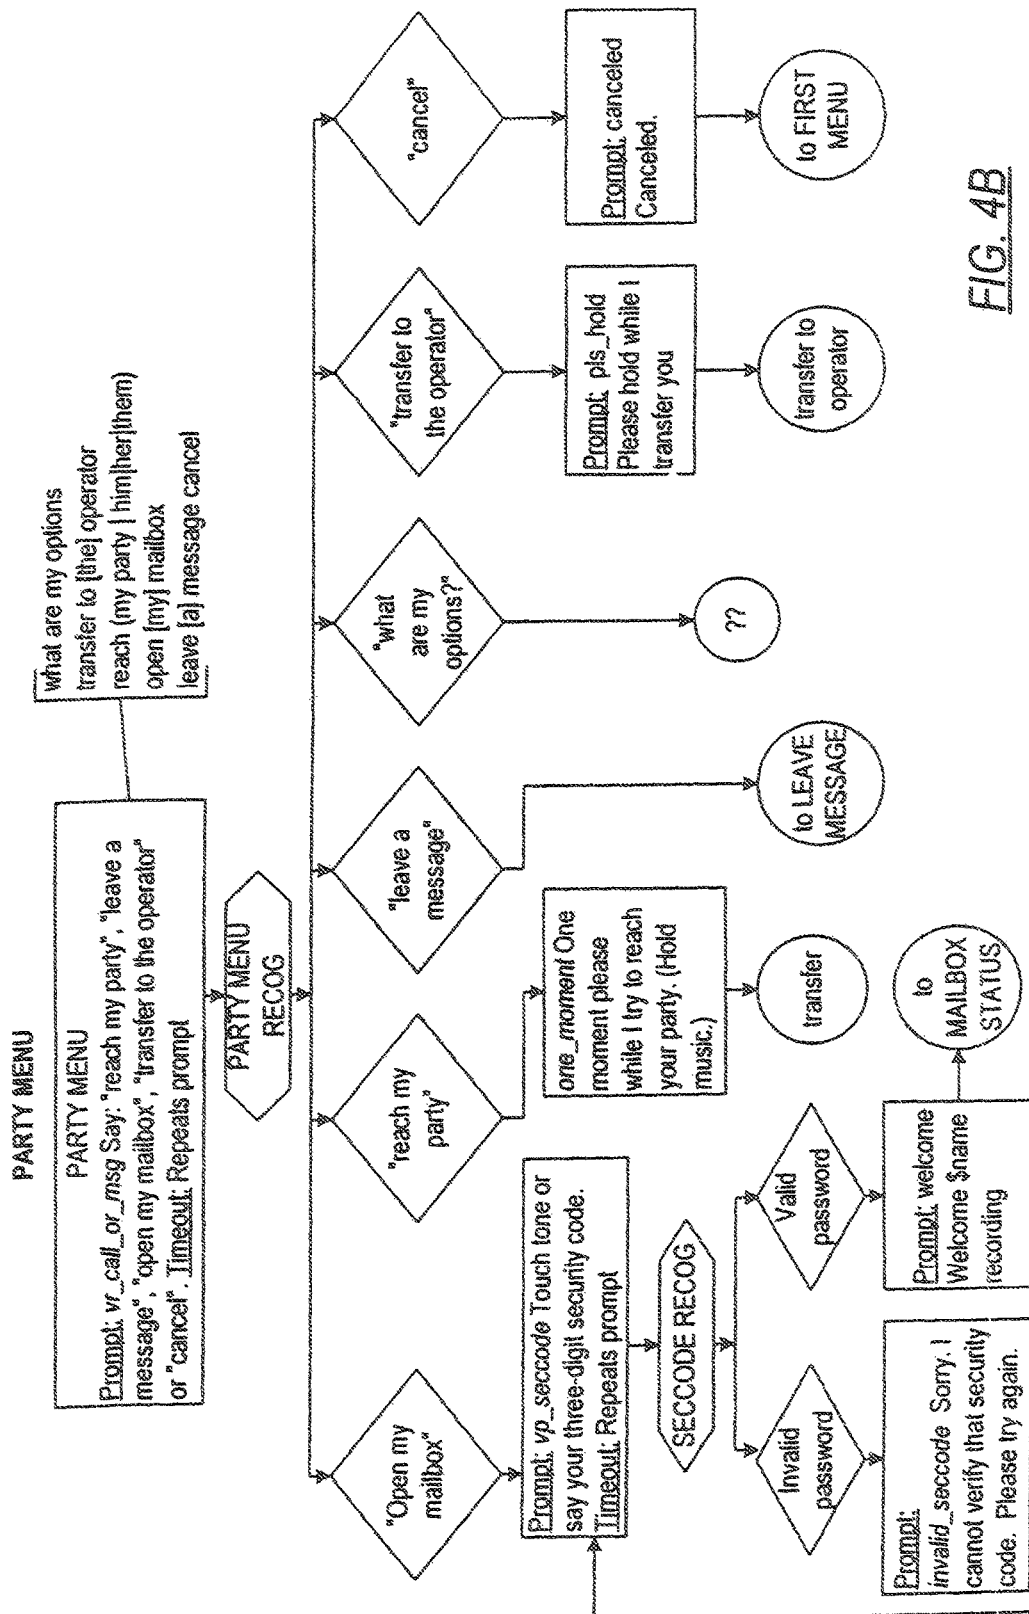 PARTY MENU
PARTY MENU
Prompt: vr_call_or_msg Say: "reach my party", "leave a
message", "open my mailbox", "transfer to the operator"
or "cancel". Timeout: Repeats prompt
what are my options
transfer to [the] operator
reach (my party | him|her|them)
open [my] mailbox
leave [a] message cancel
PARTY MENU
RECOG
"Open my
mailbox"
"reach my
party"
"leave a
message"
"what
are my
options?"
"transfer to
the operator"
"cancel"
Prompt: vp_seccode Touch tone or
say your three-digit security code.
Timeout: Repeats prompt
one_moment One
moment please
while I try to reach
your party. (Hold
music.)
Prompt: pls_hold
Please hold while I
transfer you
Prompt: canceled
Canceled.
SECCODE RECOG
transfer
to LEAVE
MESSAGE
??
transfer to
operator
to FIRST
MENU
Invalid
password
Valid
password
Prompt:
invalid_seccode Sorry. I
cannot verify that security
code. Please try again.
Prompt: welcome
Welcome $name
recording
to
MAILBOX
STATUS
FIG. 4B